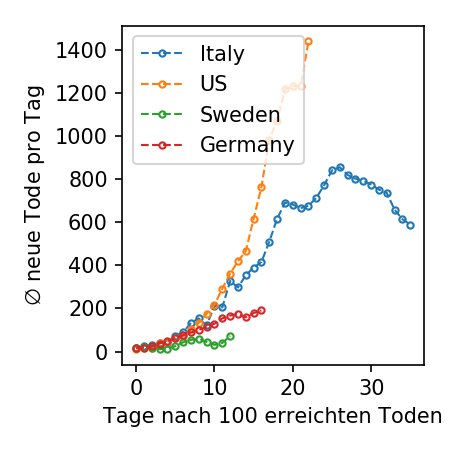 1400
1200
1000
800
600
400
200
0
∅ neue Tode pro Tag
Italy
US
Sweden
Germany
0 10 20 30
Tage nach 100 erreichten Toden